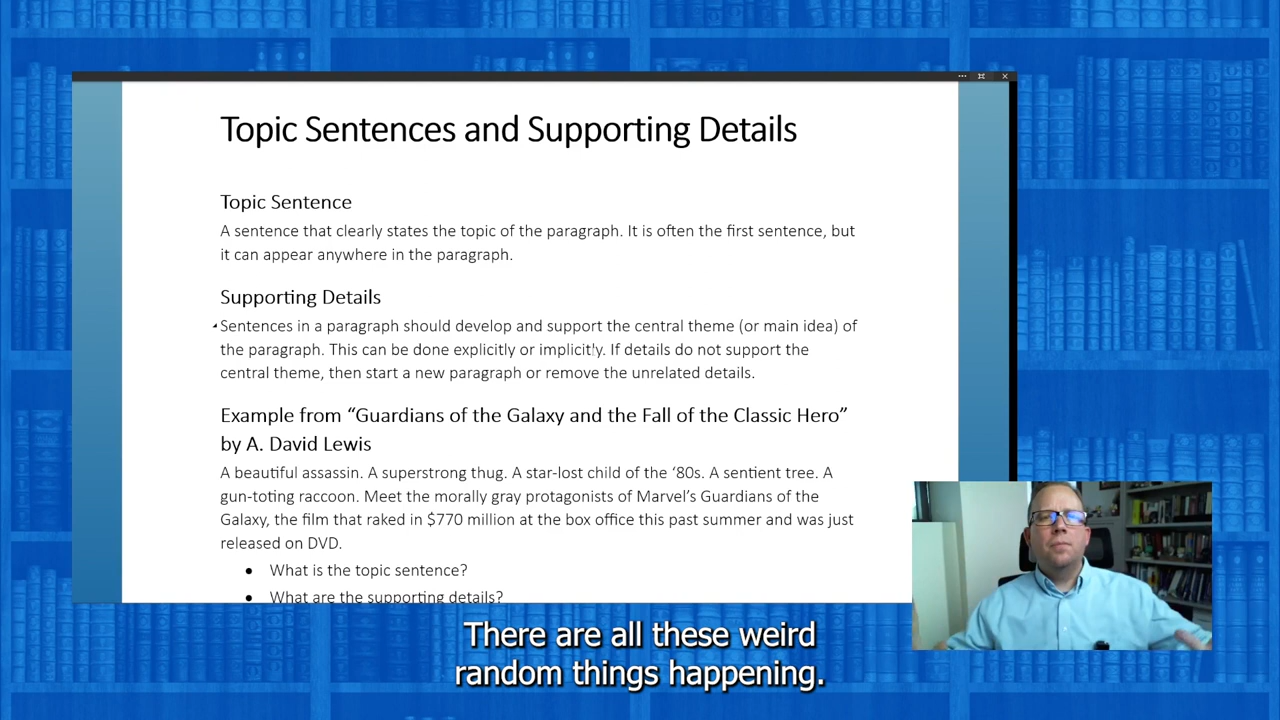 Topic Sentences and Supporting Details
Topic Sentence
A sentence that clearly states the topic of the paragraph. It is often the first sentence, but
it can appear anywhere in the paragraph.
Supporting Details
Sentences in a paragraph should develop and support the central theme (or main idea) of
the paragraph. This can be done explicitly or implicitly. If details do not support the
central theme, then start a new paragraph or remove the unrelated details.
Example from “Guardians of the Galaxy and the Fall of the Classic Hero”
by A. David Lewis
A beautiful assassin. A superstrong thug. A star-lost child of the ‘80s. A sentient tree. A
gun-toting raccoon. Meet the morally gray protagonists of Marvel’s Guardians of the
Galaxy, the film that raked in $770 million at the box office this past summer and was just
released on DVD.
• What is the topic sentence?
• What are the supporting details?
There are all these weird
random things happening.